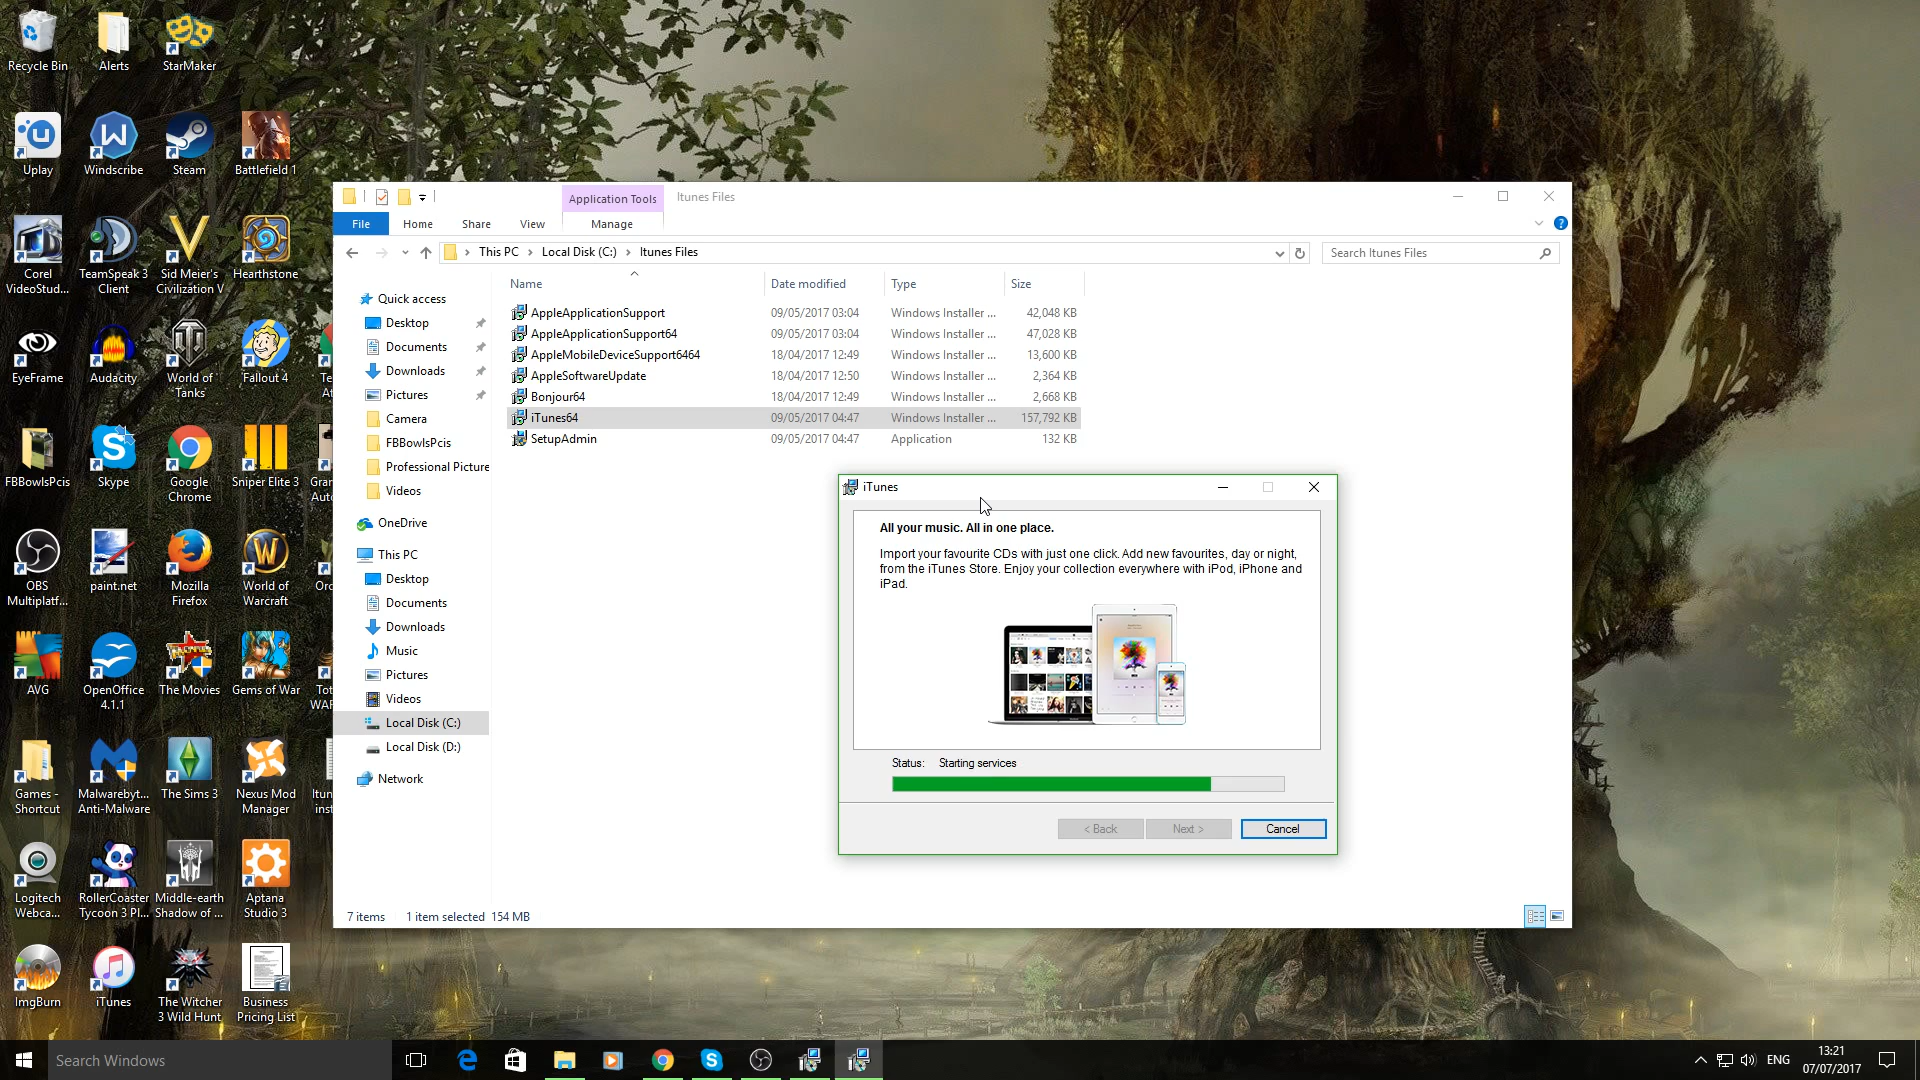 Recycle Bin
Alerts
StarMaker
Uplay
Windscribe
Steam
Battlefield 1
Corel
VideoStud...
TeamSpeak 3
Client
Sid Meier's
Civilization V
Hearthstone
EyeFrame
Audacity
World of
Tanks
Fallout 4
FBBowlsPcis
Skype
Google
Chrome
Sniper Elite 3
OBS
Multiplatf...
paint.net
Mozilla
Firefox
World of
Warcraft
AVG
OpenOffice
4.1.1
The Movies
Gems of War
Games -
Shortcut
Malwarebyt...
Anti-Malware
The Sims 3
Nexus Mod
Manager
Logitech
Webca...
RollerCoaster
Tycoon 3 Pl...
Middle-earth
Shadow of ...
Aptana
Studio 3
ImgBurn
iTunes
The Witcher
3 Wild Hunt
Business
Pricing List
Application Tools
Itunes Files
File
Home
Share
View
Manage
This PC
Local Disk (C:)
Itunes Files
Search Itunes Files
Quick access
Desktop
Documents
Downloads
Pictures
Camera
FBBowlsPcis
Professional Picture
Videos
OneDrive
This PC
Desktop
Documents
Downloads
Music
Pictures
Videos
Local Disk (C:)
Local Disk (D:)
Network
Name Date modified Type Size
AppleApplicationSupport 09/05/2017 03:04 Windows Installer ... 42,048 KB
AppleApplicationSupport64 09/05/2017 03:04 Windows Installer ... 47,028 KB
AppleMobileDeviceSupport6464 18/04/2017 12:49 Windows Installer ... 13,600 KB
AppleSoftwareUpdate 18/04/2017 12:50 Windows Installer ... 2,364 KB
Bonjour64 18/04/2017 12:49 Windows Installer ... 2,668 KB
iTunes64 09/05/2017 04:47 Windows Installer ... 157,792 KB
SetupAdmin 09/05/2017 04:47 Application 132 KB
7 items 1 item selected 154 MB
iTunes
All your music. All in one place.
Import your favourite CDs with just one click. Add new favourites, day or night,
from the iTunes Store. Enjoy your collection everywhere with iPod, iPhone and
iPad.
Status: Starting services
< Back
Next >
Cancel
Search Windows
ENG
13:21
07/07/2017